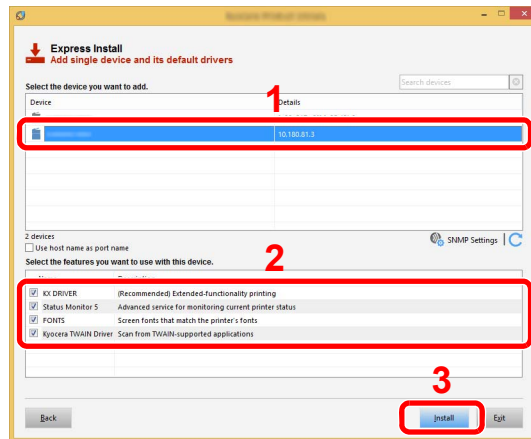 Express Install
Add single device and its default drivers
Select the device you want to add.
Search devices
1
Device Details
10.180.81.3
2 devices
SNMP Settings
Use host name as port name
Select the features you want to use with this device.
2
KX DRIVER (Recommended) Extended-functionality printing
Status Monitor 5 Advanced service for monitoring current printer status
FONTS Screen fonts that match the printer's fonts
Kyocera TWAIN Driver Scan from TWAIN-supported applications
3
Back Install Exit